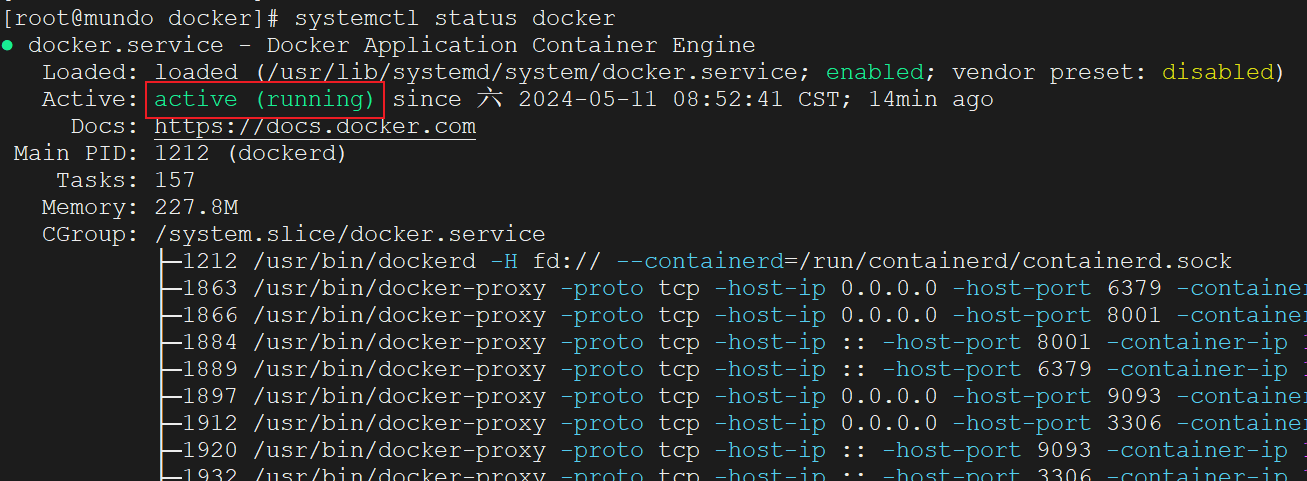 [root@mundo docker]# systemctl status docker
● docker.service - Docker Application Container Engine
Loaded: loaded (/usr/lib/systemd/system/docker.service; enabled; vendor preset: disabled)
Active: active (running) since 六 2024-05-11 08:52:41 CST; 14min ago
Docs: https://docs.docker.com
Main PID: 1212 (dockerd)
Tasks: 157
Memory: 227.8M
CGroup: /system.slice/docker.service
├─1212 /usr/bin/dockerd -H fd:// --containerd=/run/containerd/containerd.sock
├─1863 /usr/bin/docker-proxy -proto tcp -host-ip 0.0.0.0 -host-port 6379 -container
├─1866 /usr/bin/docker-proxy -proto tcp -host-ip 0.0.0.0 -host-port 8001 -container
├─1884 /usr/bin/docker-proxy -proto tcp -host-ip :: -host-port 8001 -container-ip
├─1889 /usr/bin/docker-proxy -proto tcp -host-ip :: -host-port 6379 -container-ip
├─1897 /usr/bin/docker-proxy -proto tcp -host-ip 0.0.0.0 -host-port 9093 -container
├─1912 /usr/bin/docker-proxy -proto tcp -host-ip 0.0.0.0 -host-port 3306 -container
├─1920 /usr/bin/docker-proxy -proto tcp -host-ip :: -host-port 9093 -container-ip
├─1932 /usr/bin/docker-proxy -proto tcp -host-ip :: -host-port 3306 -container-ip